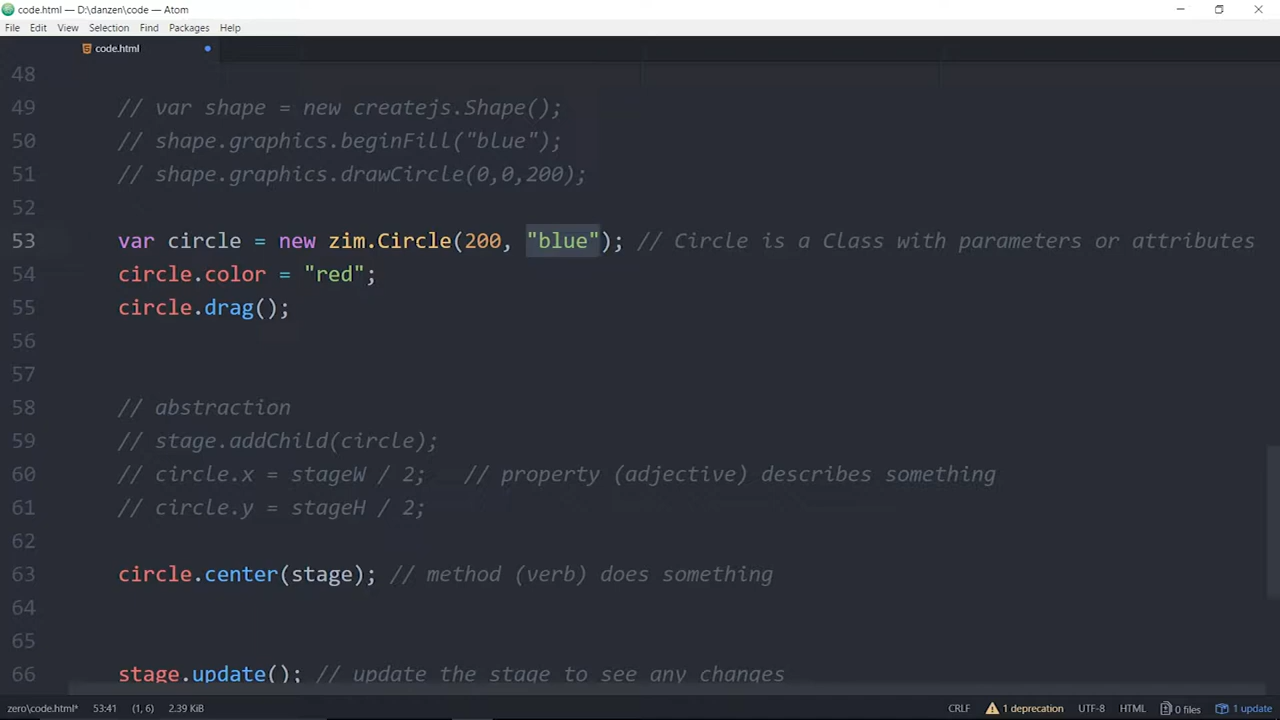 code.html — D:\danzen\code — Atom
File Edit View Selection Find Packages Help
code.html
48
49 // var shape = new createjs.Shape();
50 // shape.graphics.beginFill("blue");
51 // shape.graphics.drawCircle(0,0,200);
52
53 var circle = new zim.Circle(200, "blue"); // Circle is a Class with parameters or attributes
54 circle.color = "red";
55 circle.drag();
56
57
58 // abstraction
59 // stage.addChild(circle);
60 // circle.x = stageW / 2; // property (adjective) describes something
61 // circle.y = stageH / 2;
62
63 circle.center(stage); // method (verb) does something
64
65
66 stage.update(); // update the stage to see any changes
zero\code.html* 53:41 (1, 6) 2.39 KiB CRLF 1 deprecation UTF-8 HTML 0 files 1 update